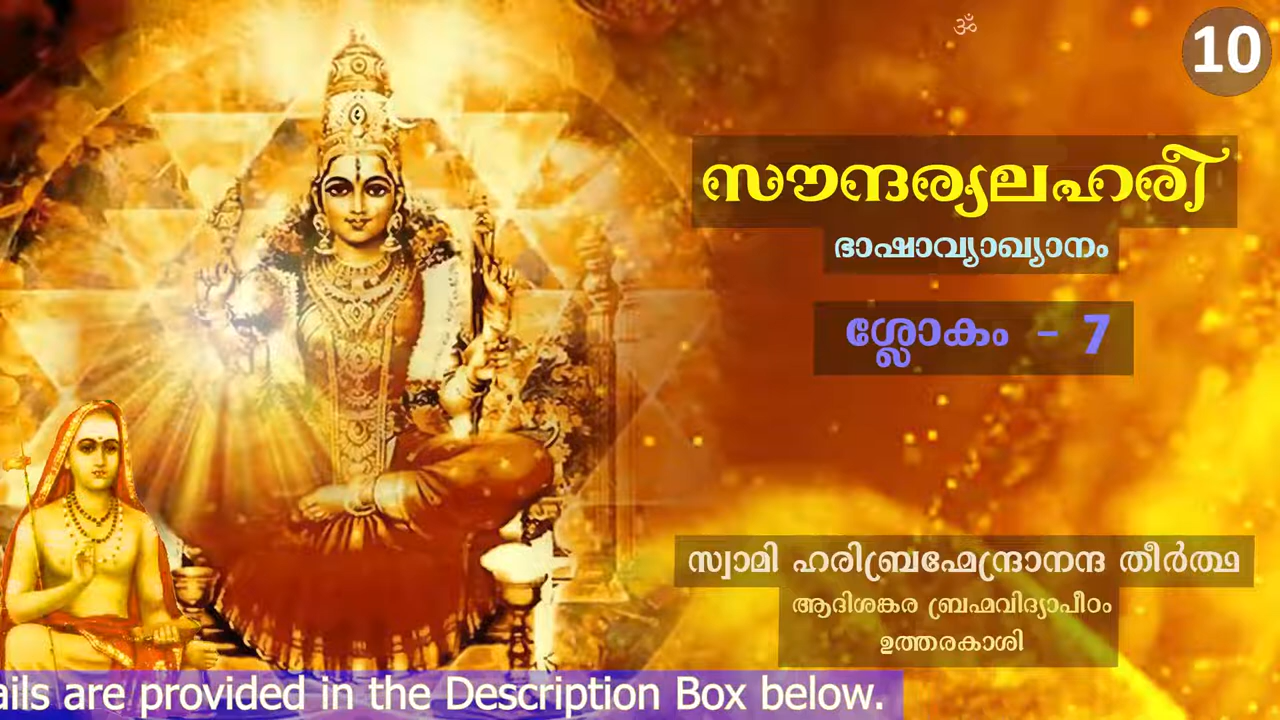 ॐ
10
സൗന്ദര്യലഹരീ
ഭാഷാവ്യാഖ്യാനം
ശ്ലോകം - 7
സ്വാമി ഹരിബ്രഹ്മേന്ദ്രാനന്ദ തീർത്ഥ
ആദിശങ്കര ബ്രഹ്മവിദ്യാപീഠം
ഉത്തരകാശി
ails are provided in the Description Box below.